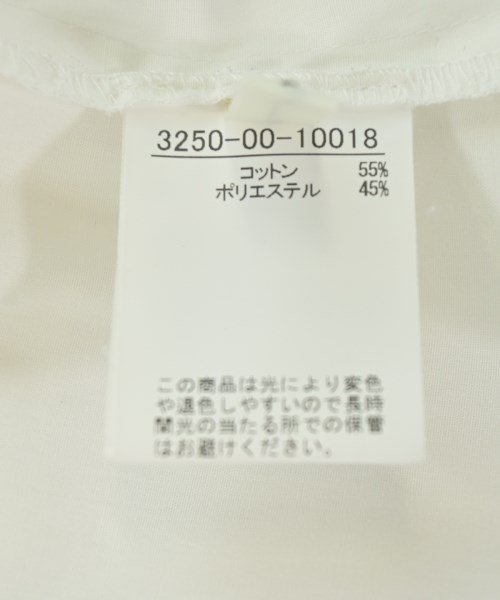 3250-00-10018
コットン 55%
ポリエステル 45%
この商品は光により変色
や退色しやすいので長時
間光の当たる所での保管
はお避けください。